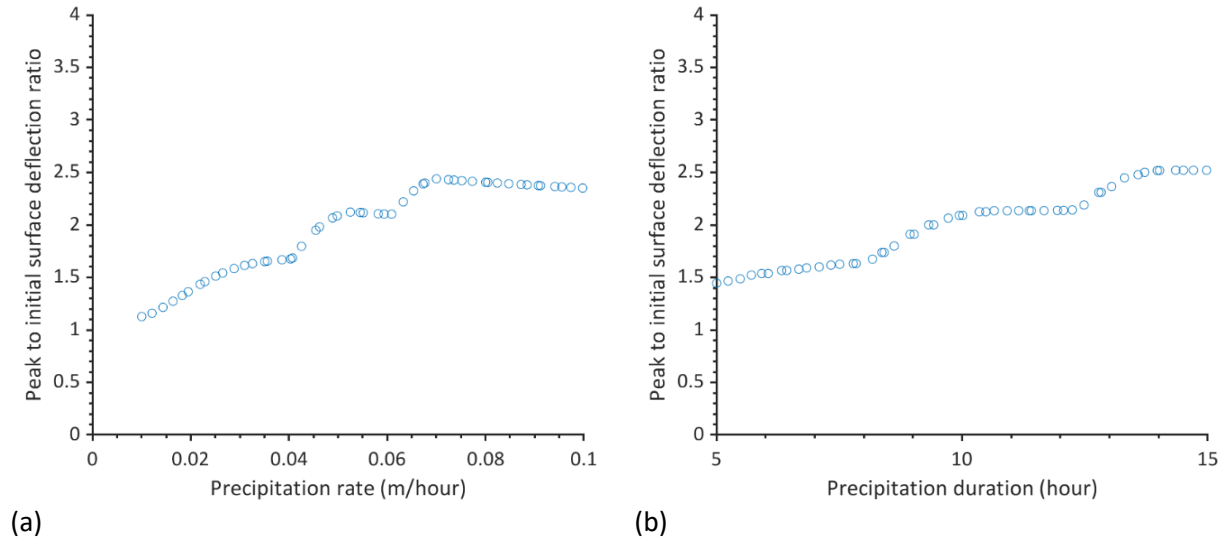 4
3.5
3
2.5
2
1.5
1
0.5
0
0 0.02 0.04 0.06 0.08 0.1
Peak to initial surface deflection ratio
Precipitation rate (m/hour)
(a)
4
3.5
3
2.5
2
1.5
1
0.5
0
5 10 15
Peak to initial surface deflection ratio
Precipitation duration (hour)
(b)